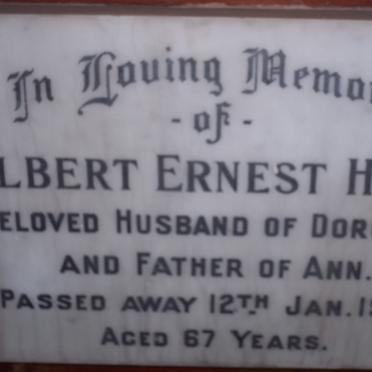 In Loving Memo
- of -
LBERT ERNEST H
ELOVED HUSBAND OF DOR
AND FATHER OF ANN.
PASSED AWAY 12TH JAN. 19
AGED 67 YEARS.